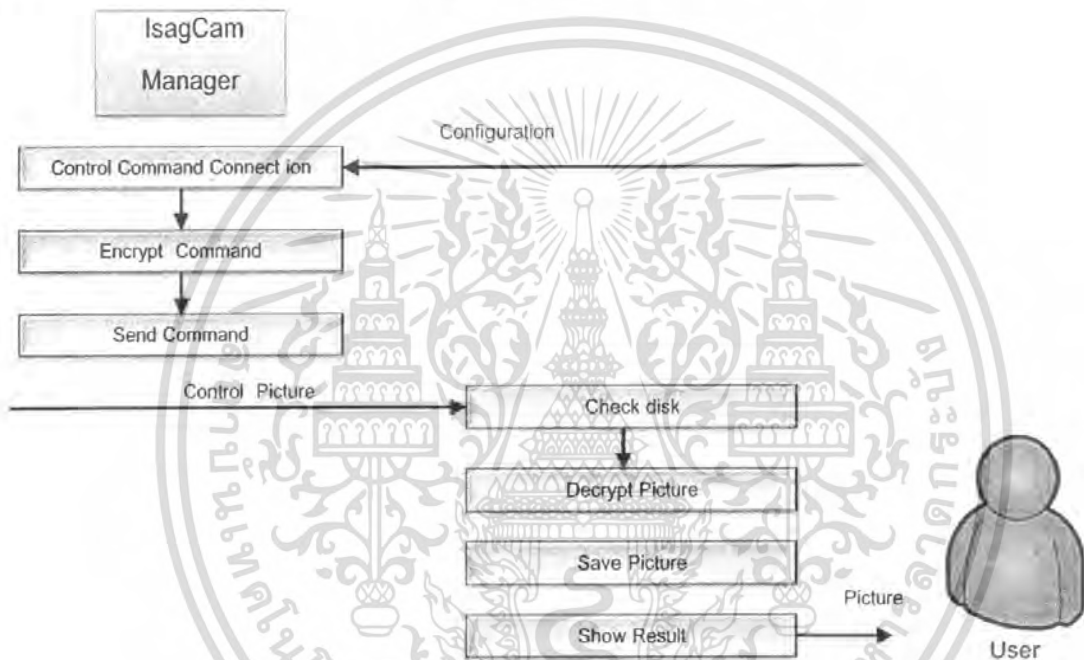 IsagCam
Manager
Configuration
Control Command Connect ion
Encrypt Command
Send Command
Control Picture
Check disk
Decrypt Picture
Save Picture
Picture
Show Result
User